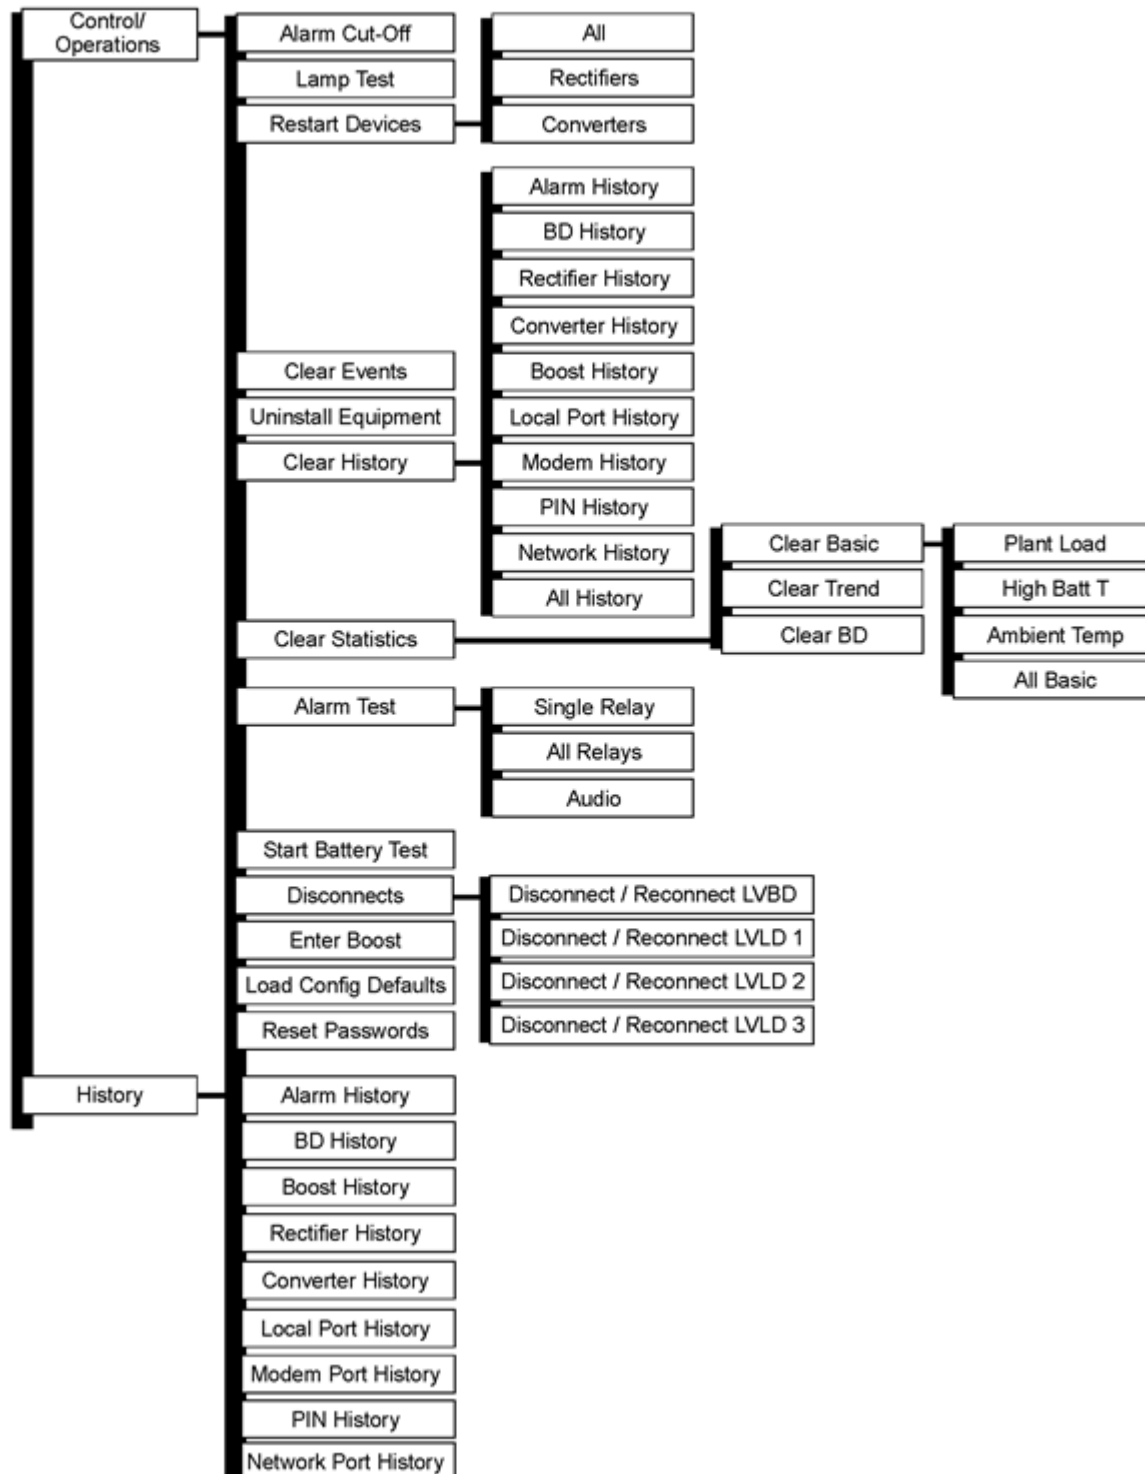 Control/
Operations
Alarm Cut-Off
All
Lamp Test
Rectifiers
Restart Devices
Converters
Alarm History
BD History
Rectifier History
Converter History
Clear Events
Boost History
Uninstall Equipment
Local Port History
Clear History
Modem History
PIN History
Network History
All History
Clear Basic
Plant Load
Clear Trend
High Batt T
Clear Statistics
Clear BD
Ambient Temp
All Basic
Alarm Test
Single Relay
All Relays
Audio
Start Battery Test
Disconnects
Disconnect / Reconnect LVBD
Enter Boost
Disconnect / Reconnect LVLD 1
Load Config Defaults
Disconnect / Reconnect LVLD 2
Reset Passwords
Disconnect / Reconnect LVLD 3
History
Alarm History
BD History
Boost History
Rectifier History
Converter History
Local Port History
Modem Port History
PIN History
Network Port History